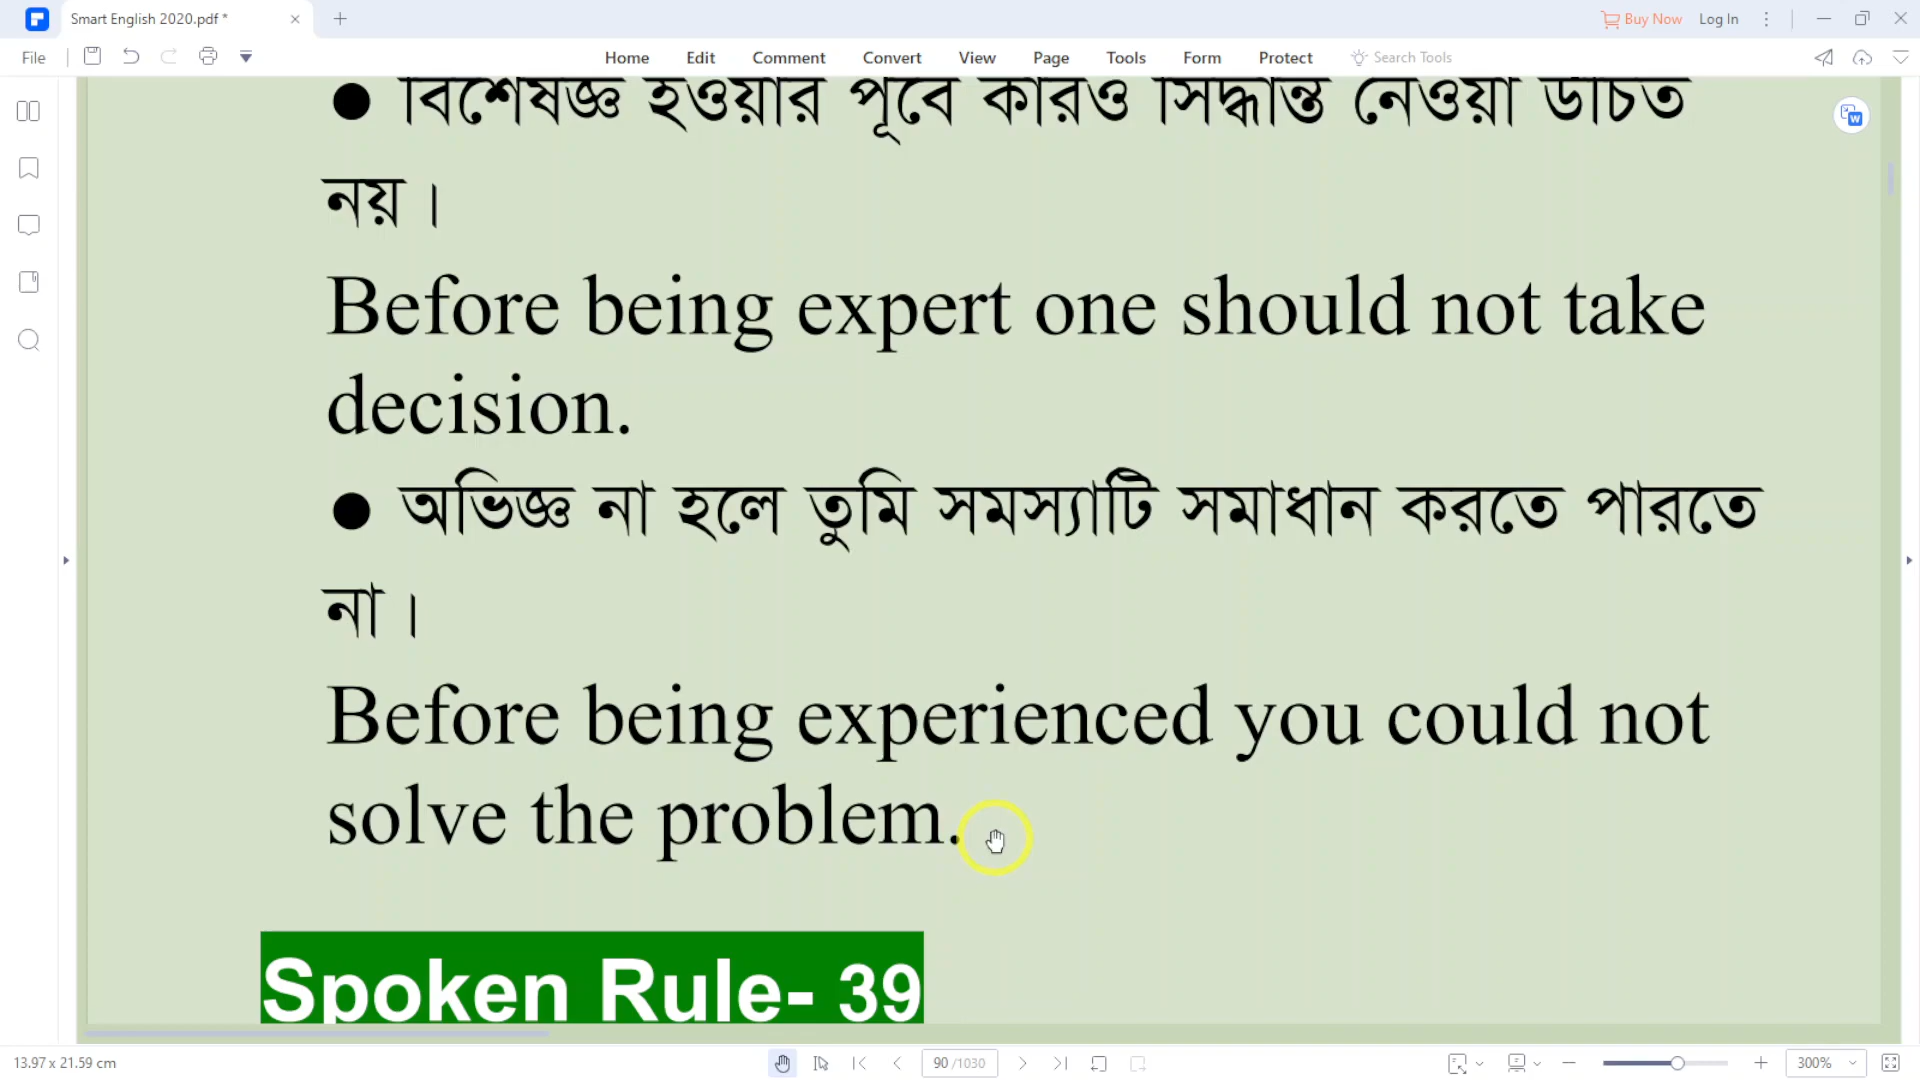 Smart English 2020.pdf *
Buy Now Log In
File Home Edit Comment Convert View Page Tools Form Protect Search Tools
● বিশেষজ্ঞ হওয়ার পূর্বে কারও সিদ্ধান্ত নেওয়া উচিত
নয়।
Before being expert one should not take
decision.
● অভিজ্ঞ না হলে তুমি সমস্যাটি সমাধান করতে পারতে
না।
Before being experienced you could not
solve the problem.
Spoken Rule- 39
13.97 x 21.59 cm 90 /1030 300%